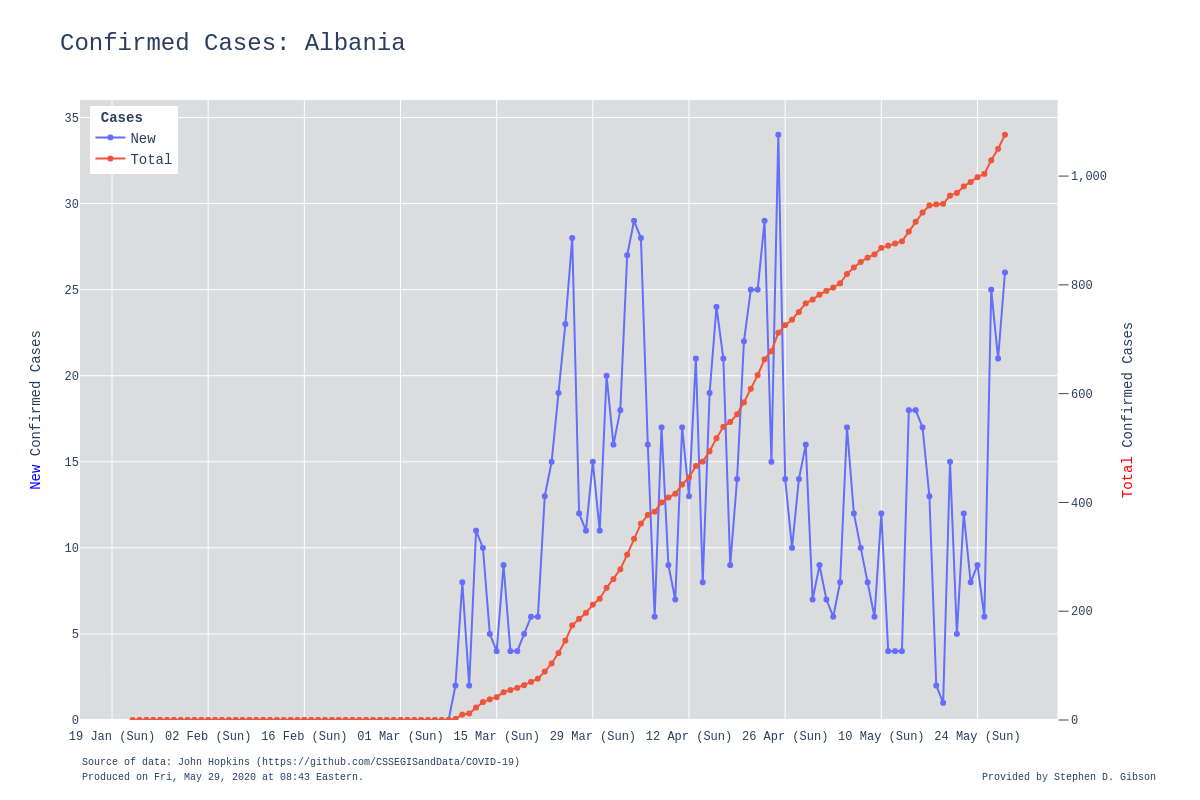 Confirmed Cases: Albania
Cases
New
Total
35
30
25
20
15
10
5
0
1,000
800
600
400
200
0
New Confirmed Cases
Total Confirmed Cases
19 Jan (Sun) 02 Feb (Sun) 16 Feb (Sun) 01 Mar (Sun) 15 Mar (Sun) 29 Mar (Sun) 12 Apr (Sun) 26 Apr (Sun) 10 May (Sun) 24 May (Sun)
Source of data: John Hopkins (https://github.com/CSSEGISandData/COVID-19)
Produced on Fri, May 29, 2020 at 08:43 Eastern.
Provided by Stephen D. Gibson